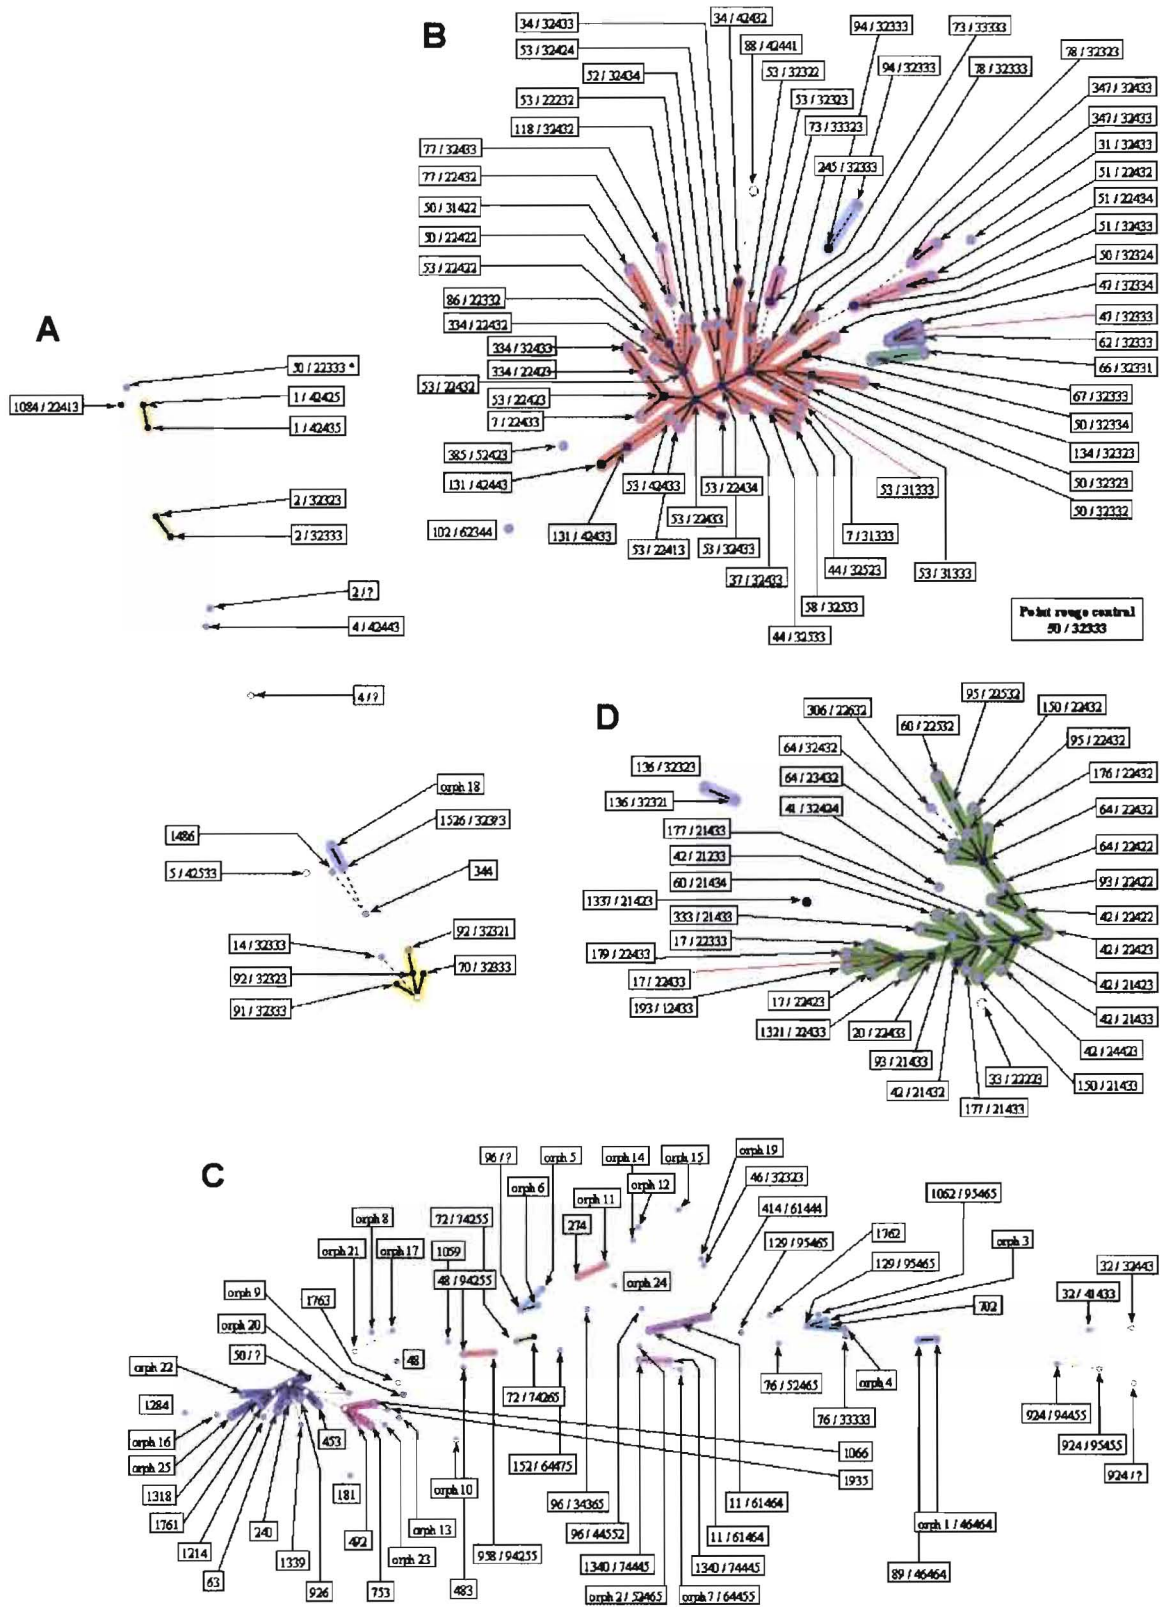 A
50 / 22333 *
1084 / 22413
1 / 42425
1 / 42435
2 / 32323
2 / 32333
2 / ?
4 / 42443
4 / ?
orph 18
1486
1526 /
5 / 42533
344
14 / 32333
92 / 32321
92 / 32323
70 / 32333
91 / 32333
B
34 / 32433
34 / 42432
94 / 32333
73 / 33333
53 / 32424
88 / 42441
78 / 32323
52 / 32434
53 / 32322
94 / 32333
78 / 32333
53 / 22232
53 / 32323
347 / 32433
118 / 32432
73 / 33323
347 / 32433
77 / 32433
245 / 32333
31 / 32433
77 / 22432
51 / 22432
50 / 31422
51 / 22434
50 / 22422
51 / 32433
53 / 22422
50 / 32324
86 / 22332
47 / 32334
334 / 22432
47 / 32333
334 / 32433
62 / 32333
334 / 22423
66 / 32331
53 / 22432
67 / 32333
53 / 22423
50 / 32334
7 / 22433
134 / 32323
385 / 52423
50 / 32323
131 / 42443
53 / 42433
53 / 22434
53 / 31333
50 / 32332
102 / 62344
131 / 42433
53 / 22433
7 / 31333
53 / 22413
53 / 32433
44 / 32523
53 / 31333
37 / 32433
58 / 32533
44 / 32533
Point rouge central
50 / 32333
D
306 / 22632
95 / 22532
60 / 22532
150 / 22432
64 / 32432
95 / 22432
136 / 32323
64 / 23432
176 / 22432
136 / 32321
41 / 32424
64 / 22432
177 / 21433
64 / 22422
42 / 21233
93 / 22422
60 / 21434
1337 / 21423
42 / 22422
333 / 21433
17 / 22333
42 / 22423
179 / 22433
17 / 22433
42 / 21423
193 / 12433
17 / 22423
42 / 21433
1321 / 22433
20 / 22433
42 / 24423
93 / 21433
33 / 22223
150 / 21433
42 / 21432
177 / 21433
C
96 / ?
orph 5
orph 14
orph 15
orph 19
orph 6
orph 12
46 / 32323
orph 8
72 / 74255
orph 11
1062 / 95465
414 / 61444
orph 21
orph 17
1059
274
129 / 95465
1762
orph 3
orph 9
48 / 94255
orph 24
129 / 95465
32 / 32443
1763
702
32 / 41433
orph 20
50 / ?
48
orph 22
72 / 74265
76 / 52465
orph 4
1284
76 / 33333
924 / 94455
orph 16
453
924 / 95455
orph 25
1066
152 / 64475
924 / ?
1935
1318
181
orph 10
96 / 34365
11 / 61464
1761
240
492
orph 13
orph 1 / 46464
1214
1339
orph 23
958 / 94255
96 / 44552
11 / 61464
63
926
753
483
1340 / 74445
1340 / 74445
89 / 46464
orph 2 / 52465
orph 7 / 64455